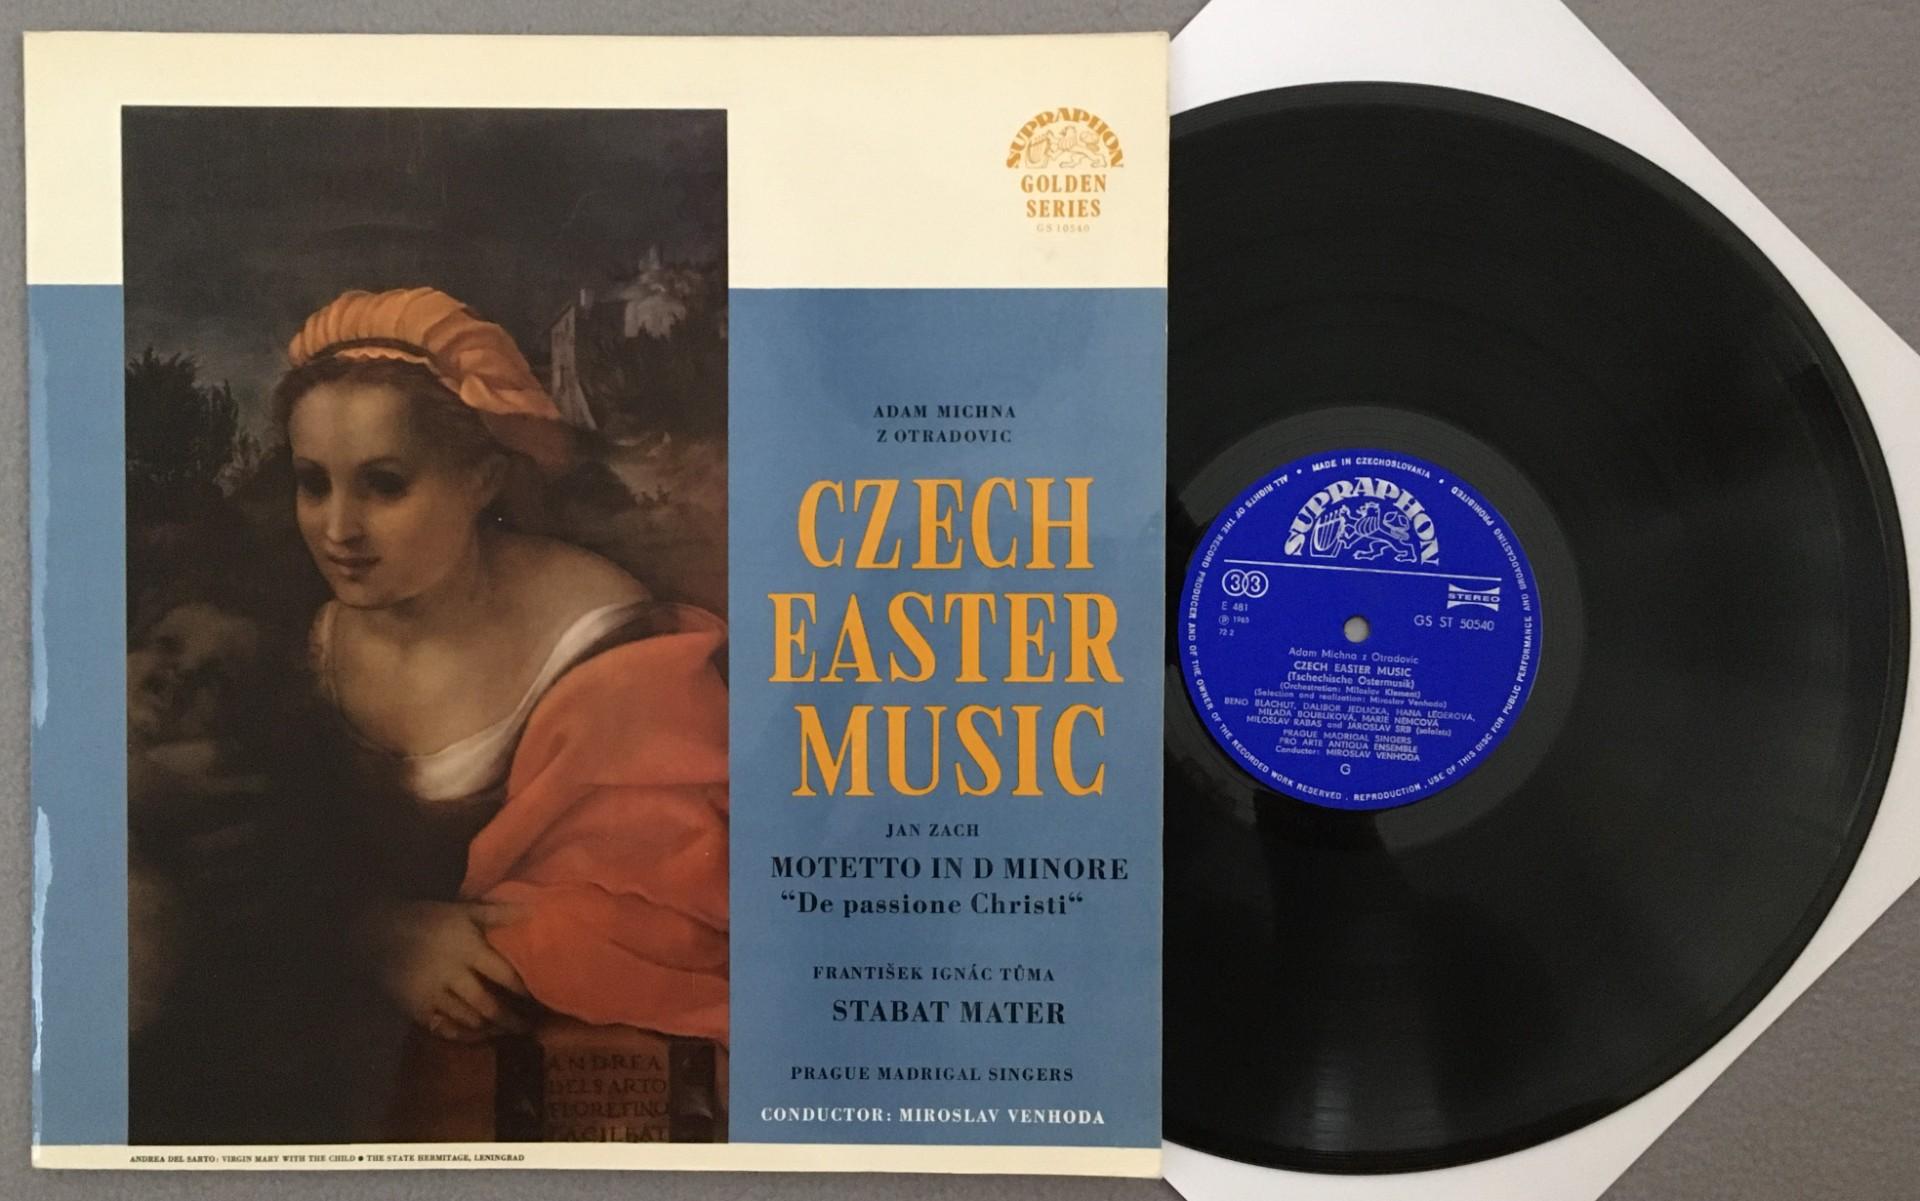 SUPRAPHON
GOLDEN
SERIES
GS 10540
ADAM MICHNA
Z OTRADOVIC
CZECH
EASTER
MUSIC
JAN ZACH
MOTETTO IN D MINORE
“De passione Christi“
FRANTIŠEK IGNÁC TŮMA
STABAT MATER
PRAGUE MADRIGAL SINGERS
CONDUCTOR: MIROSLAV VENHODA
ANDREA
DEL SARTO
FLORETINO
FACIEBAT
ANDREA DEL SARTO: VIRGIN MARY WITH THE CHILD ● THE STATE HERMITAGE, LENINGRAD
MADE IN CZECHOSLOVAKIA • ALL RIGHTS OF THE RECORD PRODUCER AND OF THE OWNER OF THE RECORDED WORK RESERVED . REPRODUCTION , USE OF THIS DISC FOR PUBLIC PERFORMANCE AND BROADCASTING PROHIBITED •
SUPRAPHON
33
STEREO
E 481
℗ 1965
72 2
GS ST 50540
Adam Michna z Otradovic
CZECH EASTER MUSIC
(Tschechische Ostermusik)
(Orchestration: Miloslav Klement)
(Selection and realization: Miroslav Venhoda)
BENO BLACHUT, DALIBOR JEDLIČKA, HANA LÉGEROVÁ,
MILADA BOUBLÍKOVÁ, MARIE NĚMCOVÁ
MILOSLAV RABAS and JAROSLAV SRB (soloists)
PRAGUE MADRIGAL SINGERS
PRO ARTE ANTIQUA ENSEMBLE
Conductor: MIROSLAV VENHODA
G